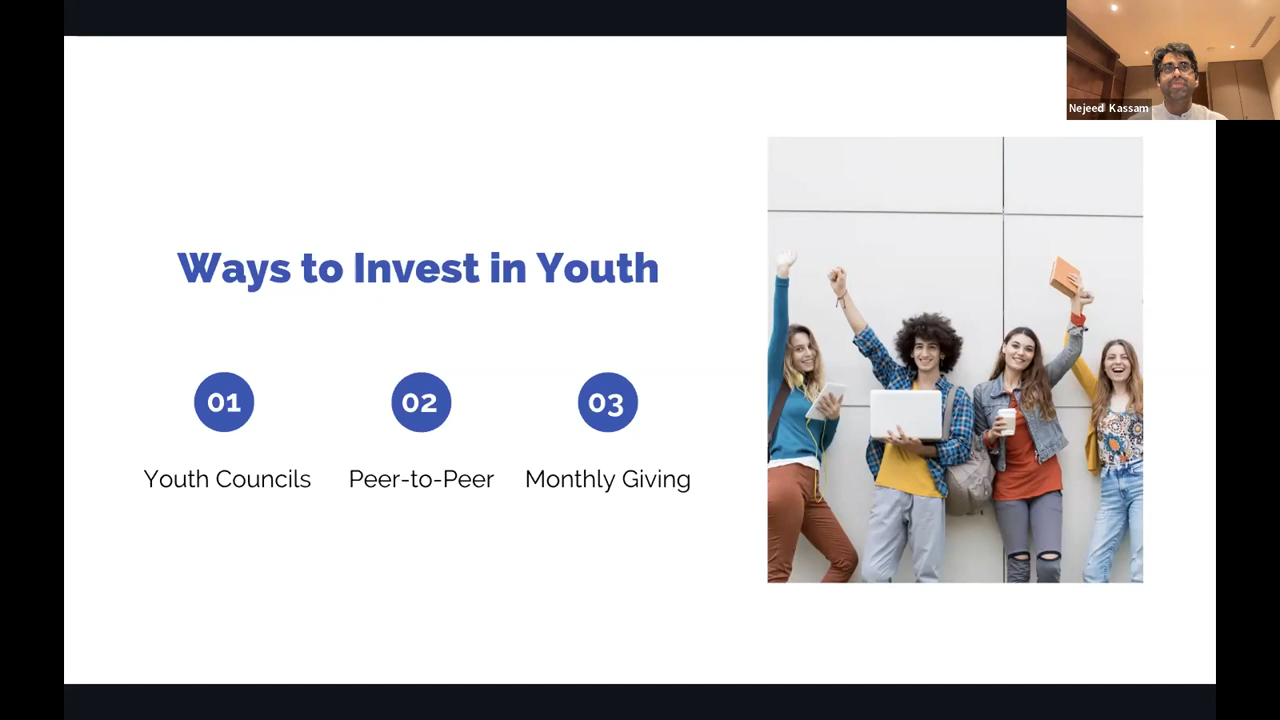 Nejeed Kassam
Ways to Invest in Youth
01
02
03
Youth Councils
Peer-to-Peer
Monthly Giving